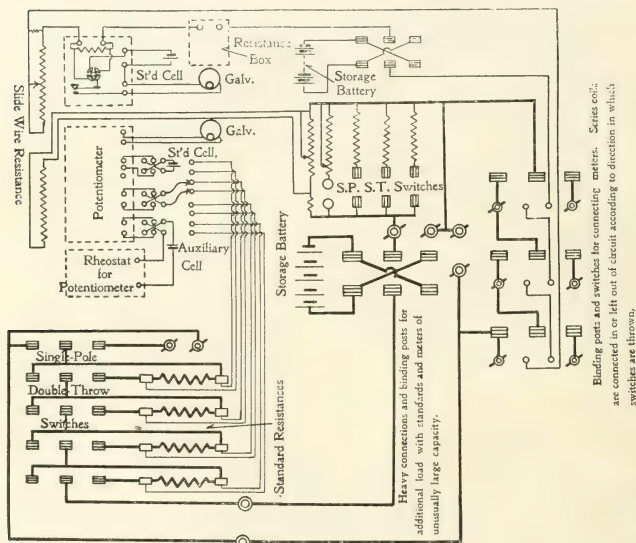 Resistance
Box
St'd Cell
Galv.
Storage
Battery
Slide Wire Resistance
Galv.
St'd Cell,
Potentiometer
S.P. S.T. Switches
Auxiliary
Cell
Rheostat
for
Potentiometer
Storage Battery
Single-Pole
Double-Throw
Switches
Standard Resistances
Heavy connections and binding posts for
additional load with standards and meters of
unusually large capacity.
Binding ports and switches for connecting meters. Series coils
are connected in or left out of circuit according to direction in which
switches are thrown,